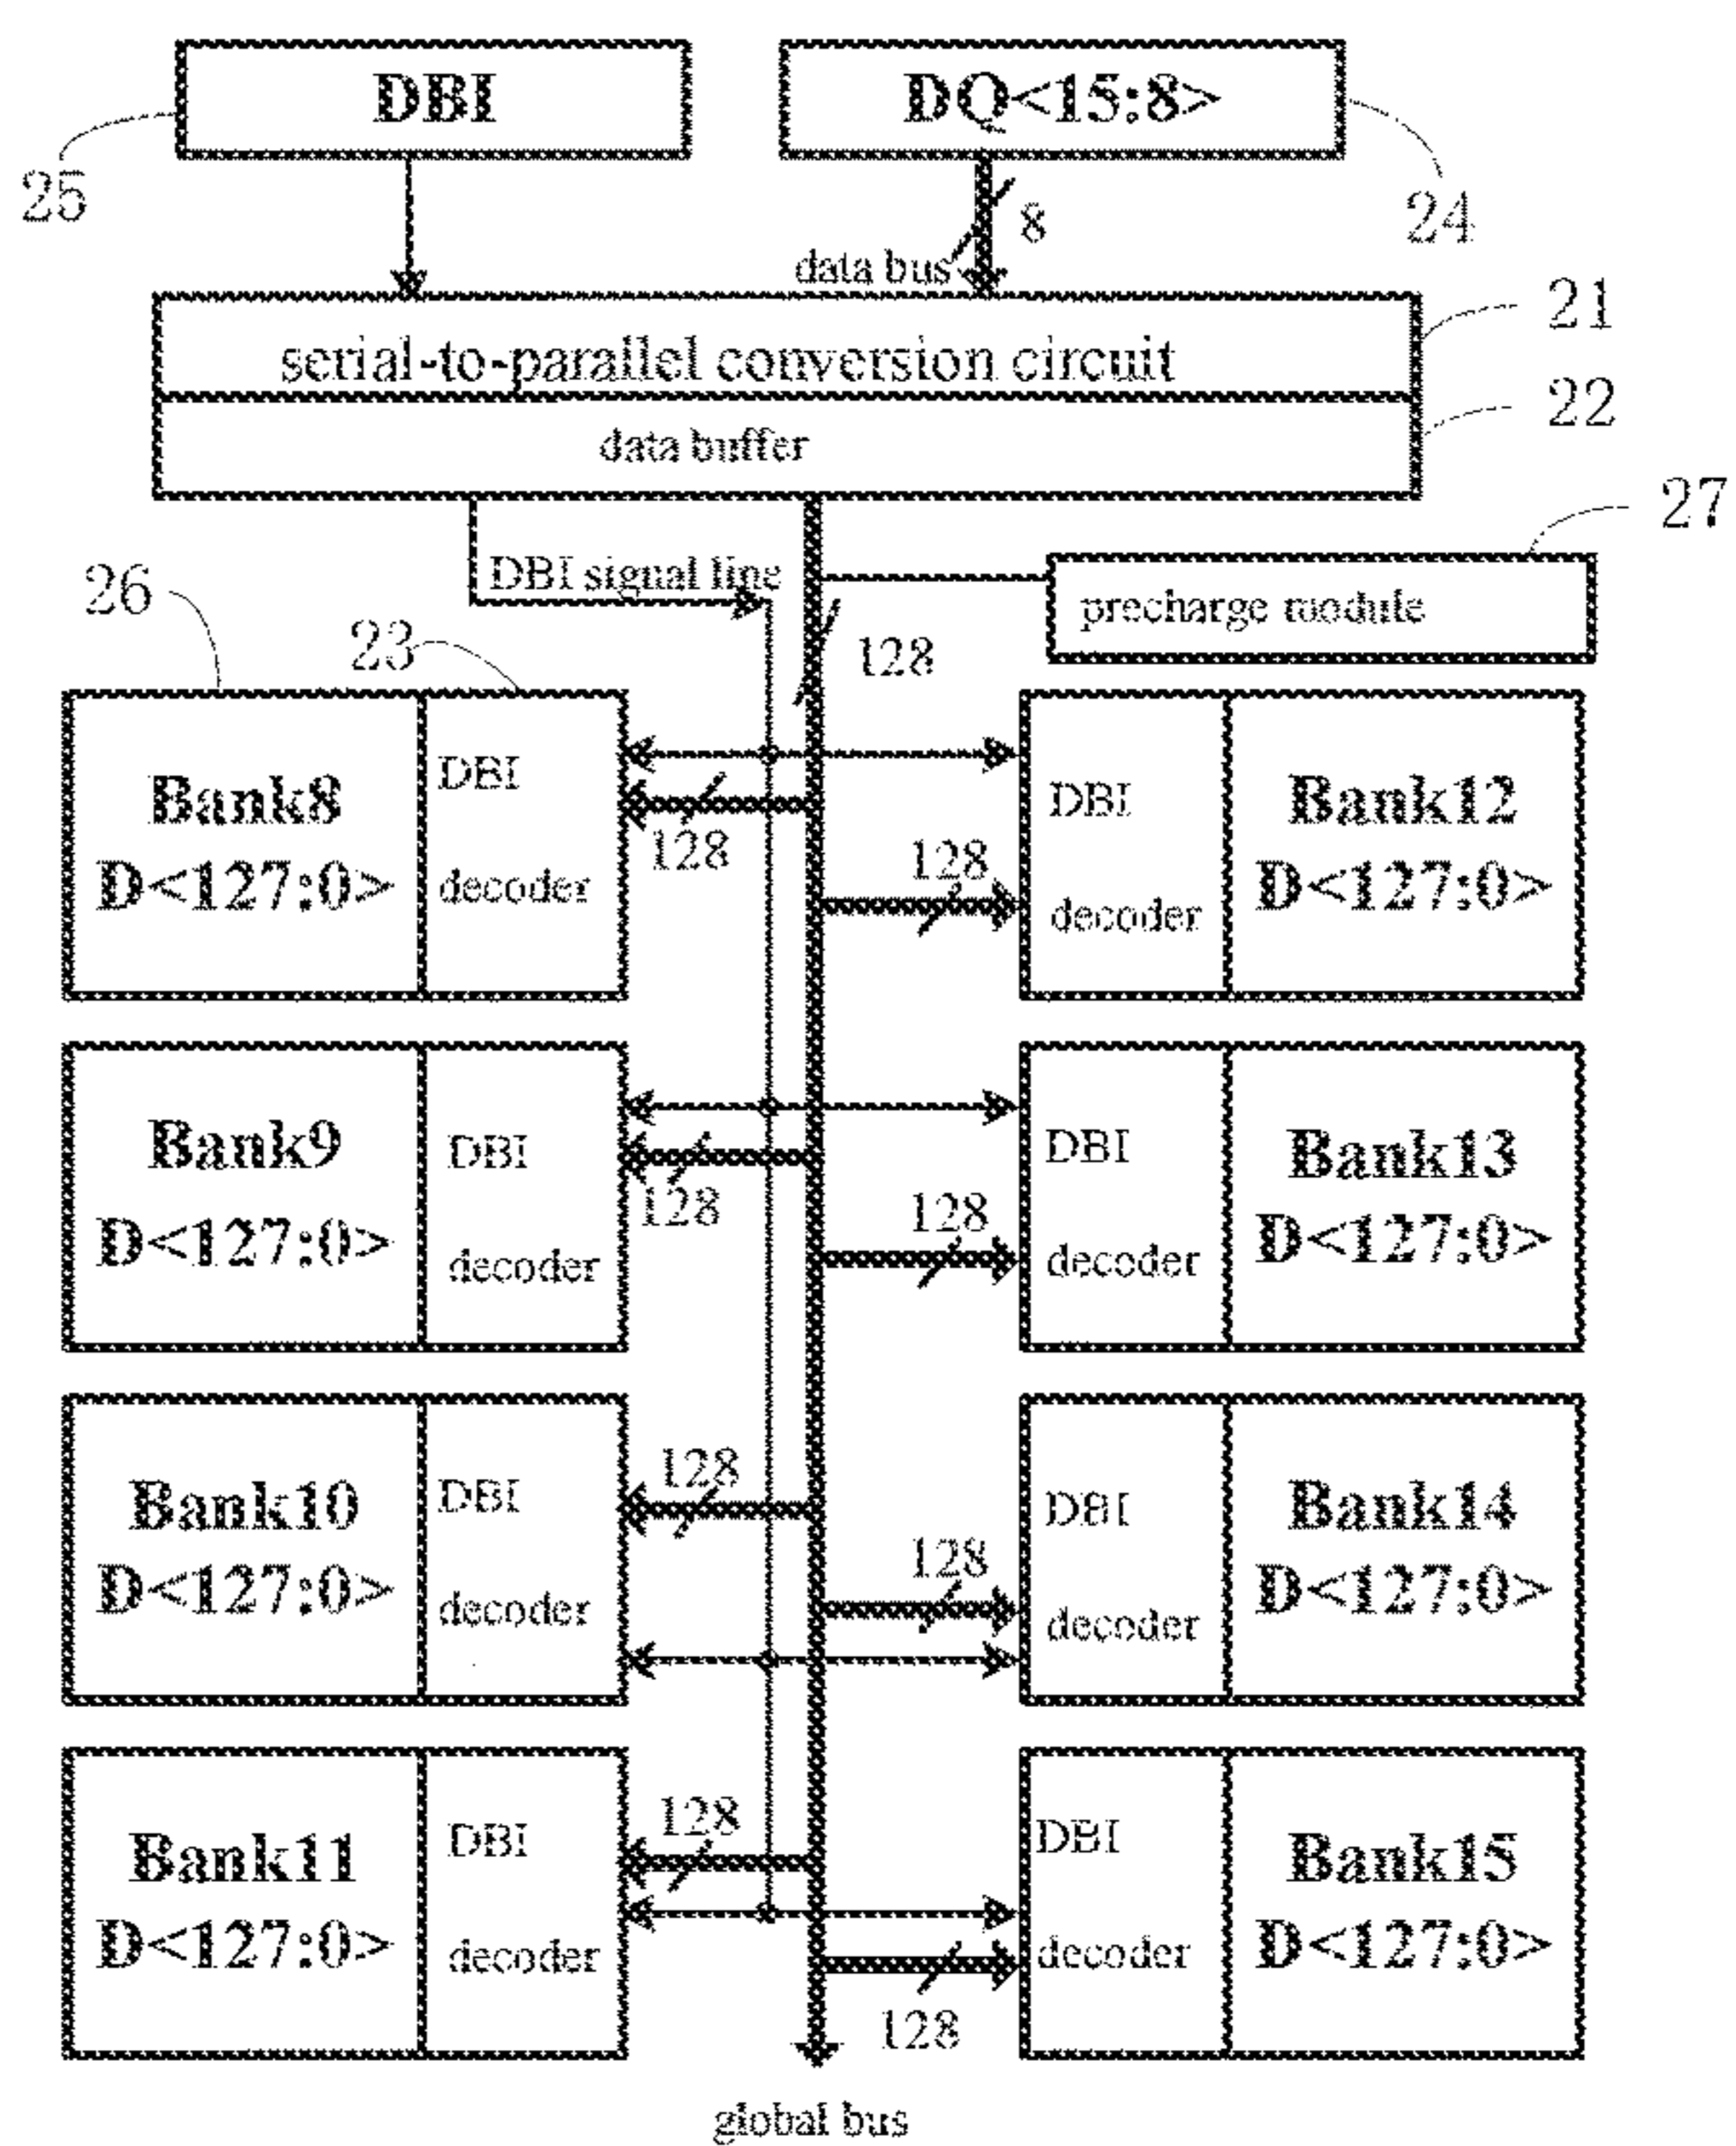 DBI
DQ<15:8>
25
24
8
data bus
21
serial-to-parallel conversion circuit
22
data buffer
27
DBI signal line
precharge module
26
23
128
Bank8
D<127:0>
DBI
decoder
128
128
DBI
decoder
Bank12
D<127:0>
Bank9
D<127:0>
DBI
decoder
128
128
DBI
decoder
Bank13
D<127:0>
Bank10
D<127:0>
DBI
decoder
128
128
DBI
decoder
Bank14
D<127:0>
Bank11
D<127:0>
DBI
decoder
128
128
DBI
decoder
Bank15
D<127:0>
global bus